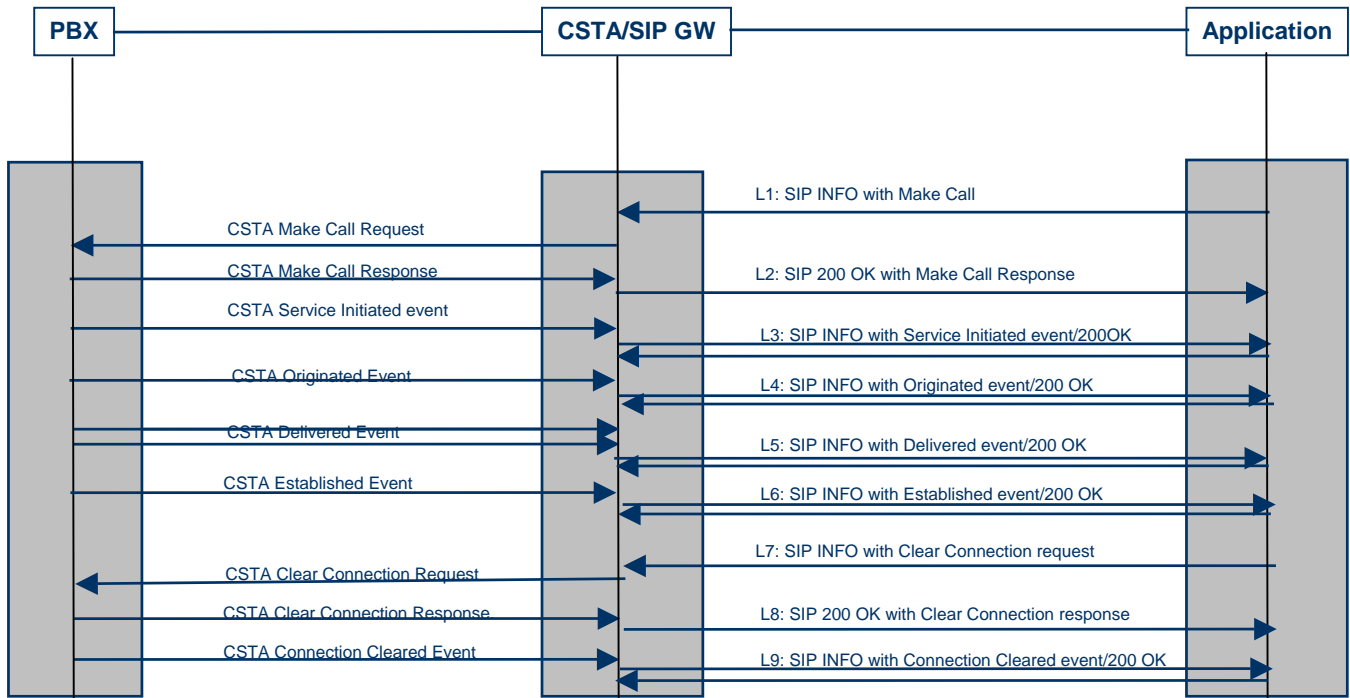 PBX
CSTA/SIP GW
Application
L1: SIP INFO with Make Call
CSTA Make Call Request
CSTA Make Call Response
L2: SIP 200 OK with Make Call Response
CSTA Service Initiated event
L3: SIP INFO with Service Initiated event/200OK
CSTA Originated Event
L4: SIP INFO with Originated event/200 OK
CSTA Delivered Event
L5: SIP INFO with Delivered event/200 OK
CSTA Established Event
L6: SIP INFO with Established event/200 OK
L7: SIP INFO with Clear Connection request
CSTA Clear Connection Request
CSTA Clear Connection Response
L8: SIP 200 OK with Clear Connection response
CSTA Connection Cleared Event
L9: SIP INFO with Connection Cleared event/200 OK